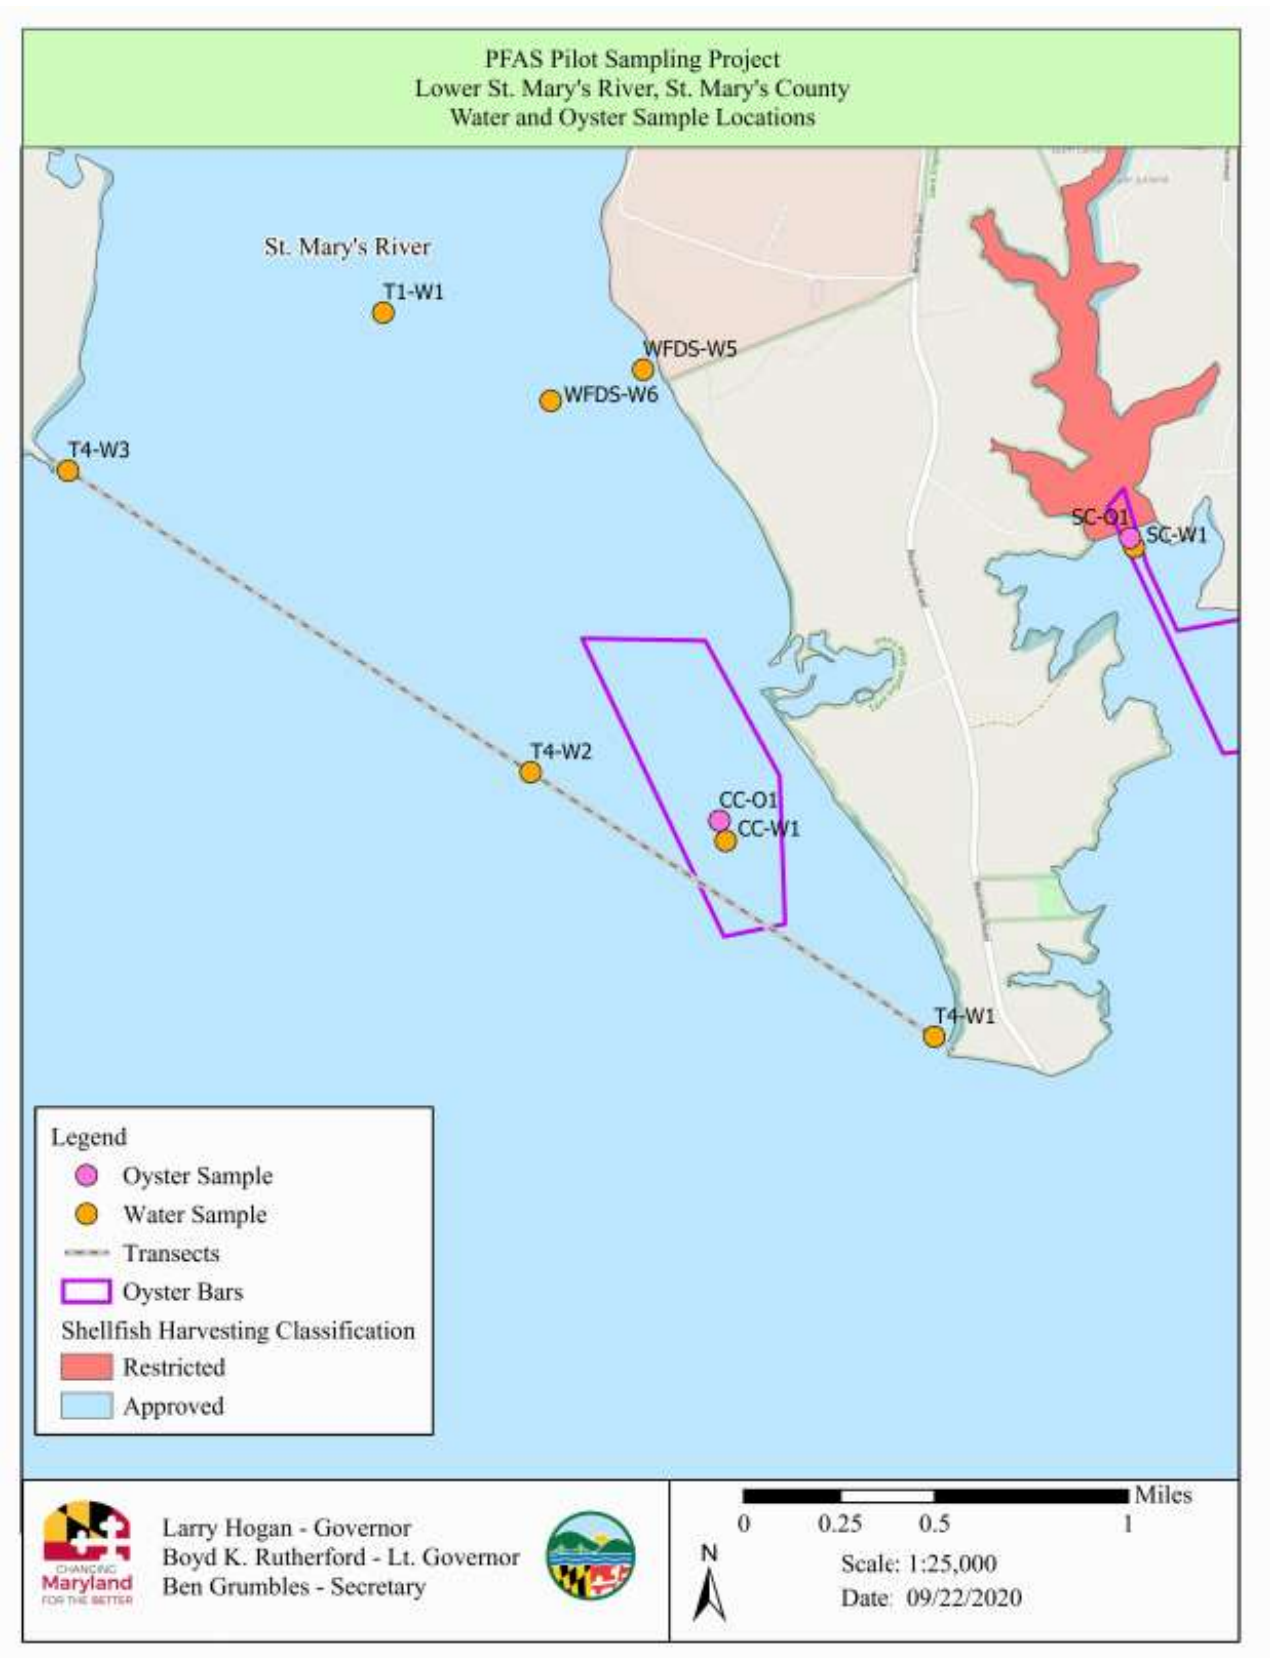 PFAS Pilot Sampling Project
Lower St. Mary's River, St. Mary's County
Water and Oyster Sample Locations
St. Mary's River
T1-W1
WFDS-W5
WFDS-W6
T4-W3
SC-O1
SC-W1
T4-W2
CC-O1
CC-W1
T4-W1
Legend
Oyster Sample
Water Sample
Transects
Oyster Bars
Shellfish Harvesting Classification
Restricted
Approved
CHANGING
Maryland
FOR THE BETTER
Larry Hogan - Governor
Boyd K. Rutherford - Lt. Governor
Ben Grumbles - Secretary
Miles
0 0.25 0.5 1
N
Scale: 1:25,000
Date: 09/22/2020